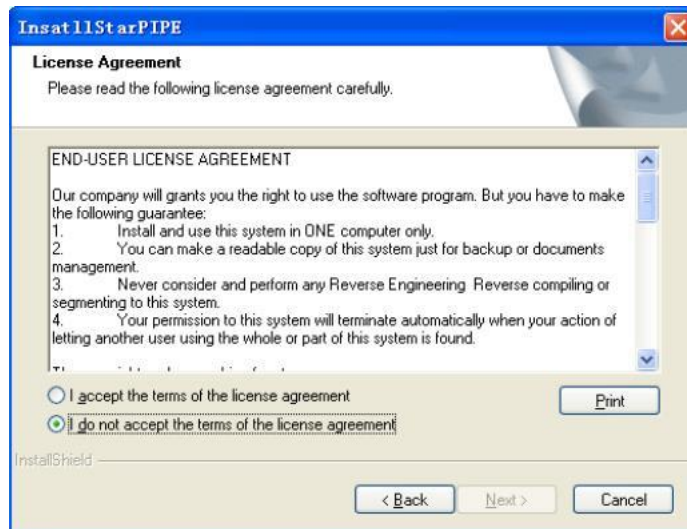 InsatllStarPIPE
License Agreement
Please read the following license agreement carefully.
END-USER LICENSE AGREEMENT
Our company will grants you the right to use the software program. But you have to make
the following guarantee:
1. Install and use this system in ONE computer only.
2. You can make a readable copy of this system just for backup or documents
management.
3. Never consider and perform any Reverse Engineering Reverse compiling or
segmenting to this system.
4. Your permission to this system will terminate automatically when your action of
letting another user using the whole or part of this system is found.
I accept the terms of the license agreement
Print
I do not accept the terms of the license agreement
InstallShield
< Back
Next >
Cancel